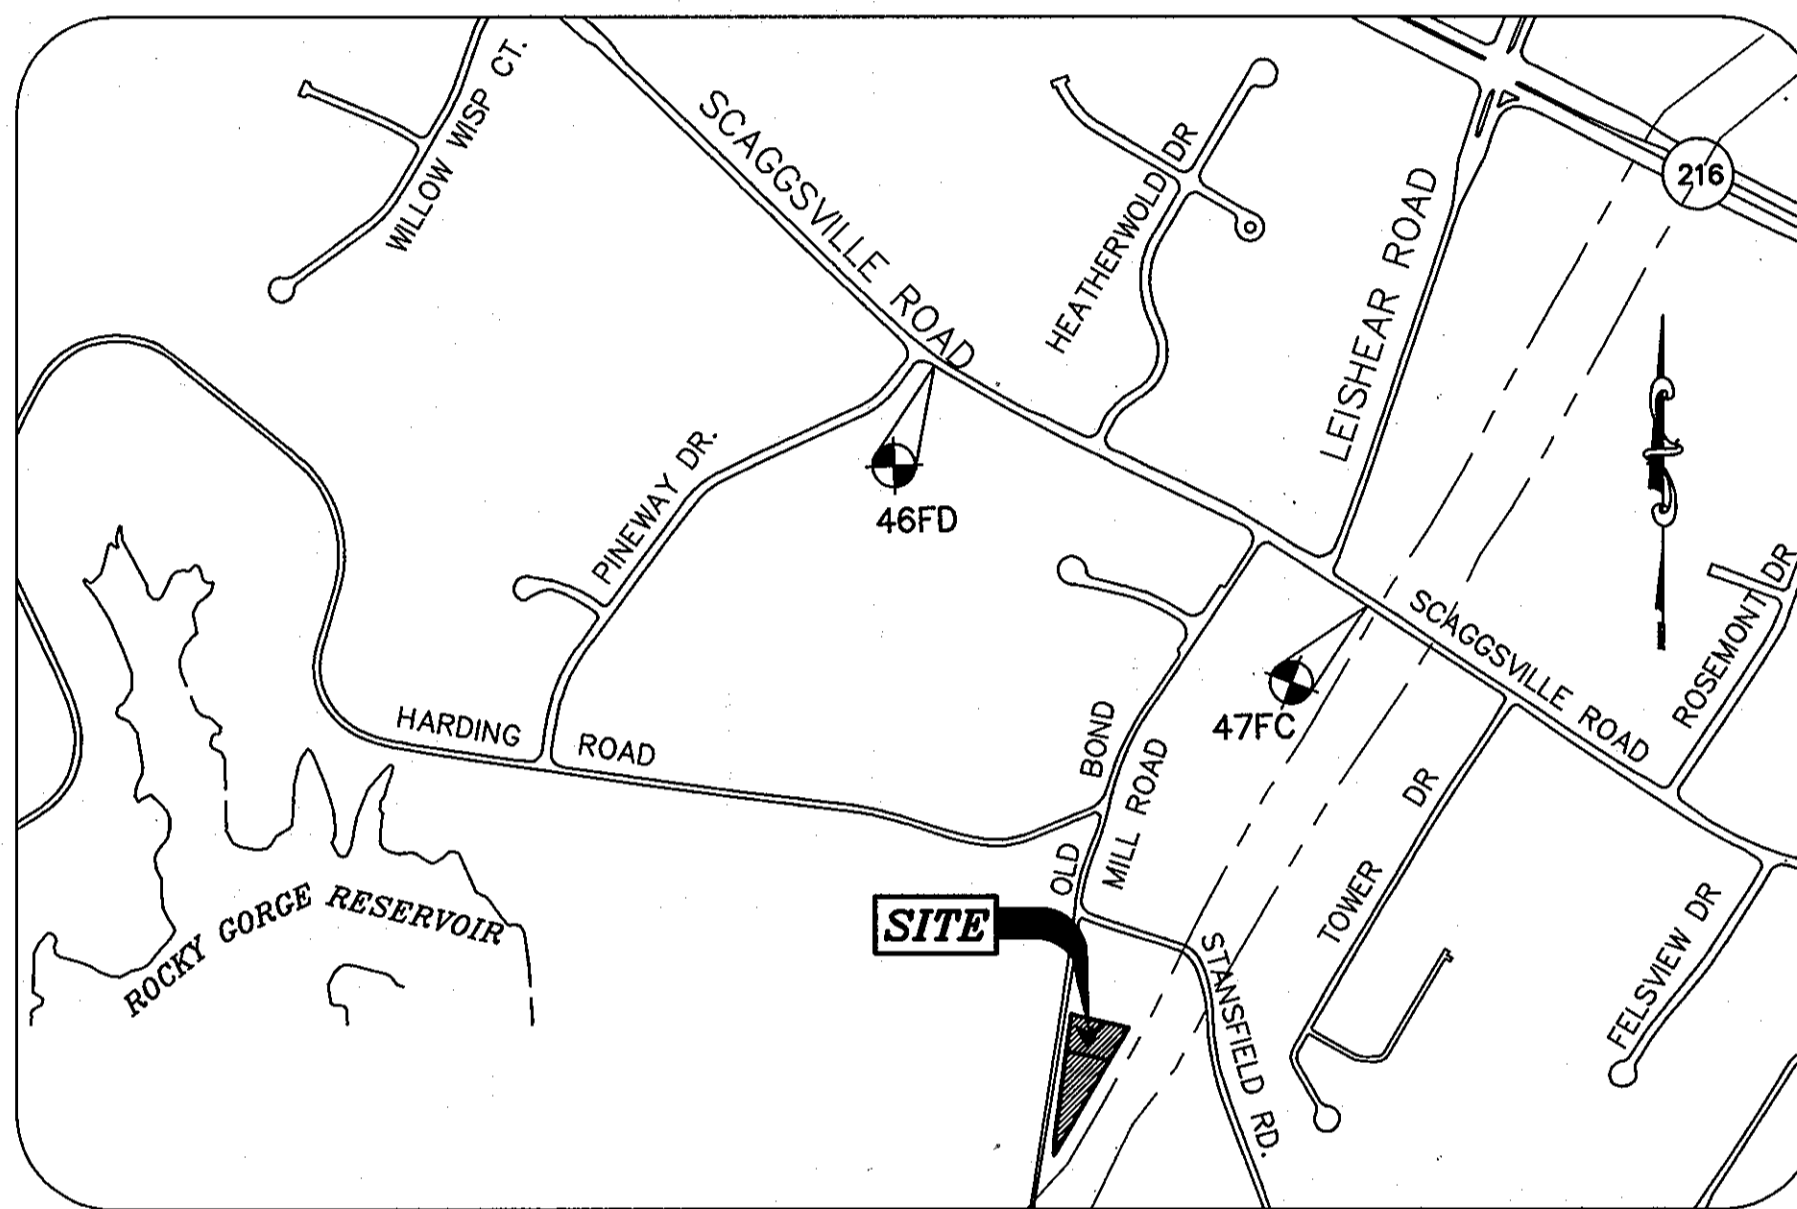 WILLOW WISP CT.
SCAGGSVILLE ROAD
HEATHERWOLD DR
LEISHEAR ROAD
216
PINEWAY DR.
46FD
SCAGGSVILLE ROAD
ROSEMONT DR
47FC
HARDING ROAD
OLD BOND
MILL ROAD
TOWER DR
FELSVIEW DR
ROCKY GORGE RESERVOIR
SITE
STANSFIELD RD.